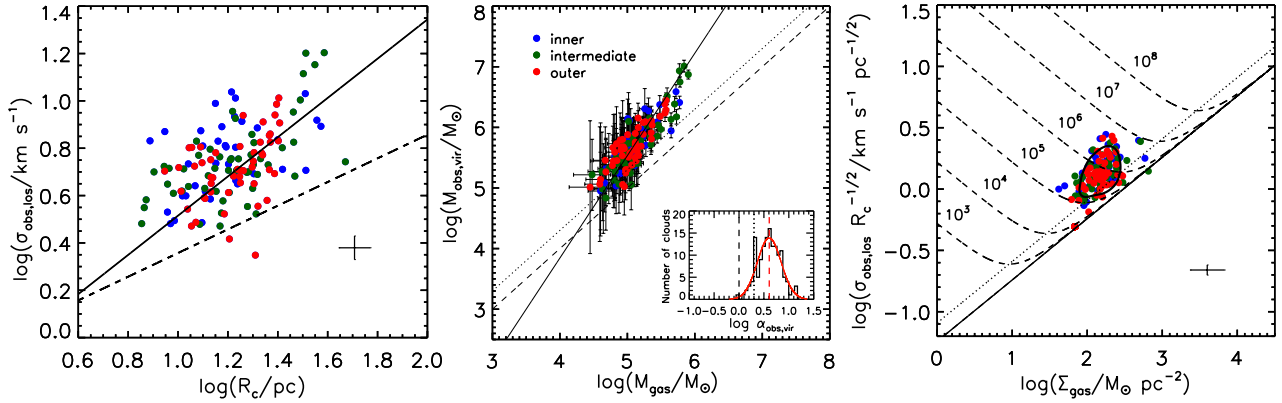 1.4
1.2
1.0
0.8
0.6
0.4
0.2
0.0
log(σobs,los/km s⁻¹)
0.6 0.8 1.0 1.2 1.4 1.6 1.8 2.0
log(Rc/pc)
8
7
6
5
4
3
log(Mobs,vir/M⊙)
inner
intermediate
outer
20
15
10
5
0
Number of clouds
-1.0 -0.5 0.0 0.5 1.0 1.5
log αobs,vir
3 4 5 6 7 8
log(Mgas/M⊙)
1.5
1.0
0.5
0.0
-0.5
-1.0
log(σobs,los Rc⁻¹/²/km s⁻¹ pc⁻¹/²)
10⁸
10⁷
10⁶
10⁵
10⁴
10³
0 1 2 3 4
log(Σgas/M⊙ pc⁻²)